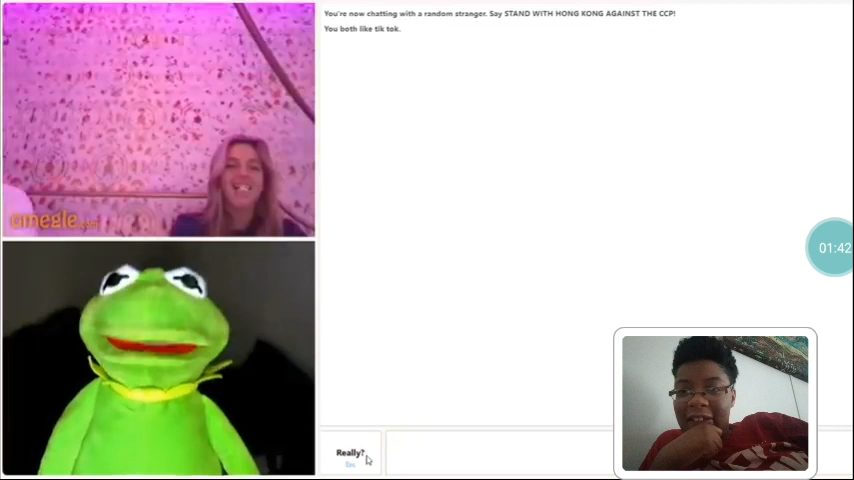 You're now chatting with a random stranger. Say STAND WITH HONG KONG AGAINST THE CCP!
You both like tik tok.
omegle.com
01:42
Really?
Esc